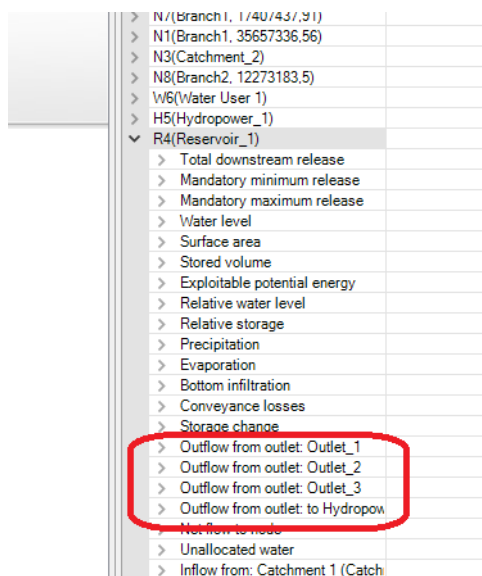 N7(Branch1, 17407437,91)
N1(Branch1, 35657336,56)
N3(Catchment_2)
N8(Branch2, 12273183,5)
W6(Water User 1)
H5(Hydropower_1)
R4(Reservoir_1)
Total downstream release
Mandatory minimum release
Mandatory maximum release
Water level
Surface area
Stored volume
Exploitable potential energy
Relative water level
Relative storage
Precipitation
Evaporation
Bottom infiltration
Conveyance losses
Storage change
Outflow from outlet: Outlet_1
Outflow from outlet: Outlet_2
Outflow from outlet: Outlet_3
Outflow from outlet: to Hydropow
Net flow to node
Unallocated water
Inflow from: Catchment 1 (Catch